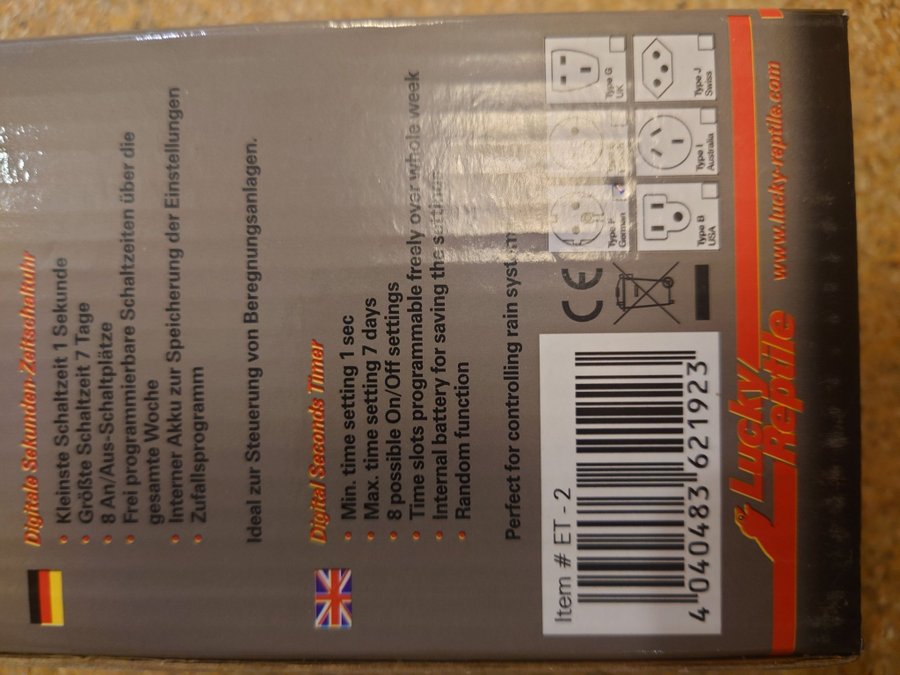 Digitale Sekunden-Zeitschaltuhr
• Kleinste Schaltzeit 1 Sekunde
• Größte Schaltzeit 7 Tage
• 8 An/Aus-Schaltplätze
• Frei programmierbare Schaltzeiten über die
gesamte Woche
• Interner Akku zur Speicherung der Einstellungen
• Zufallsprogramm
Ideal zur Steuerung von Beregnungsanlagen.
Digital Seconds Timer
• Min. time setting 1 sec
• Max. time setting 7 days
• 8 possible On/Off settings
• Time slots programmable freely over whole week
• Internal battery for saving the settings
• Random function
Perfect for controlling rain
Item # ET - 2
4 040483 621923
CE
Type F
German
Type G
UK
Type B
USA
Type I
Australia
Type J
Swiss
Lucky
Reptile
www.lucky-reptile.com